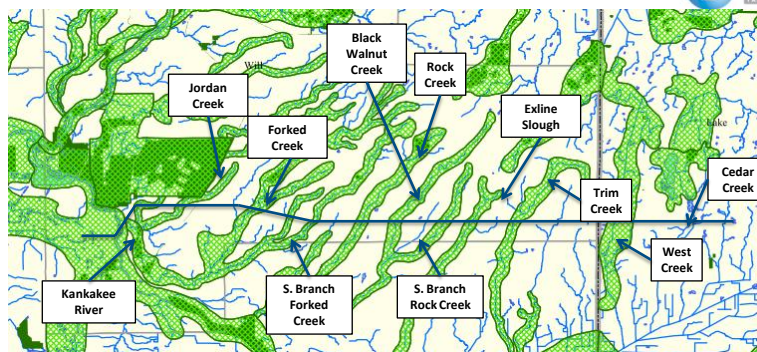 Black
Walnut
Creek
Rock
Creek
Will
Jordan
Creek
Exline
Slough
Forked
Creek
Lake
Cedar
Creek
Trim
Creek
West
Creek
Kankakee
River
S. Branch
Forked
Creek
S. Branch
Rock Creek